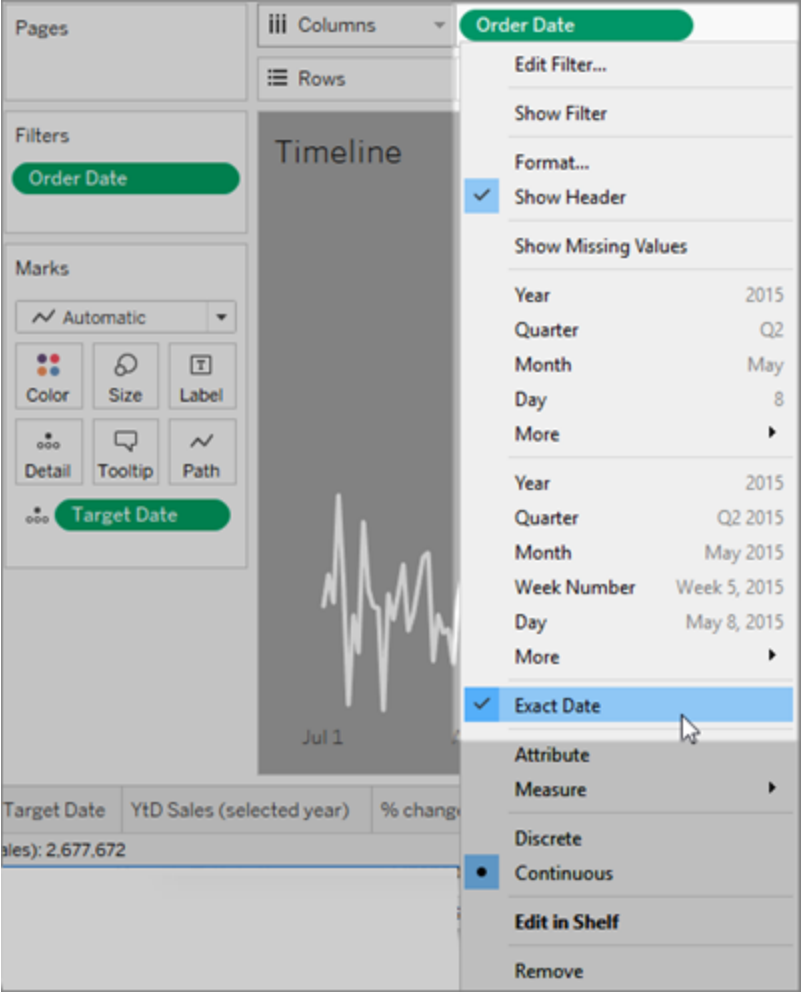 Pages
Columns
Order Date
Rows
Filters
Order Date
Marks
Automatic
Color Size Label
Detail Tooltip Path
Target Date
Timeline
Jul 1
Target Date YtD Sales (selected year) % change
ales): 2,677,672
Edit Filter...
Show Filter
Format...
Show Header
Show Missing Values
Year 2015
Quarter Q2
Month May
Day 8
More
Year 2015
Quarter Q2 2015
Month May 2015
Week Number Week 5, 2015
Day May 8, 2015
More
Exact Date
Attribute
Measure
Discrete
Continuous
Edit in Shelf
Remove